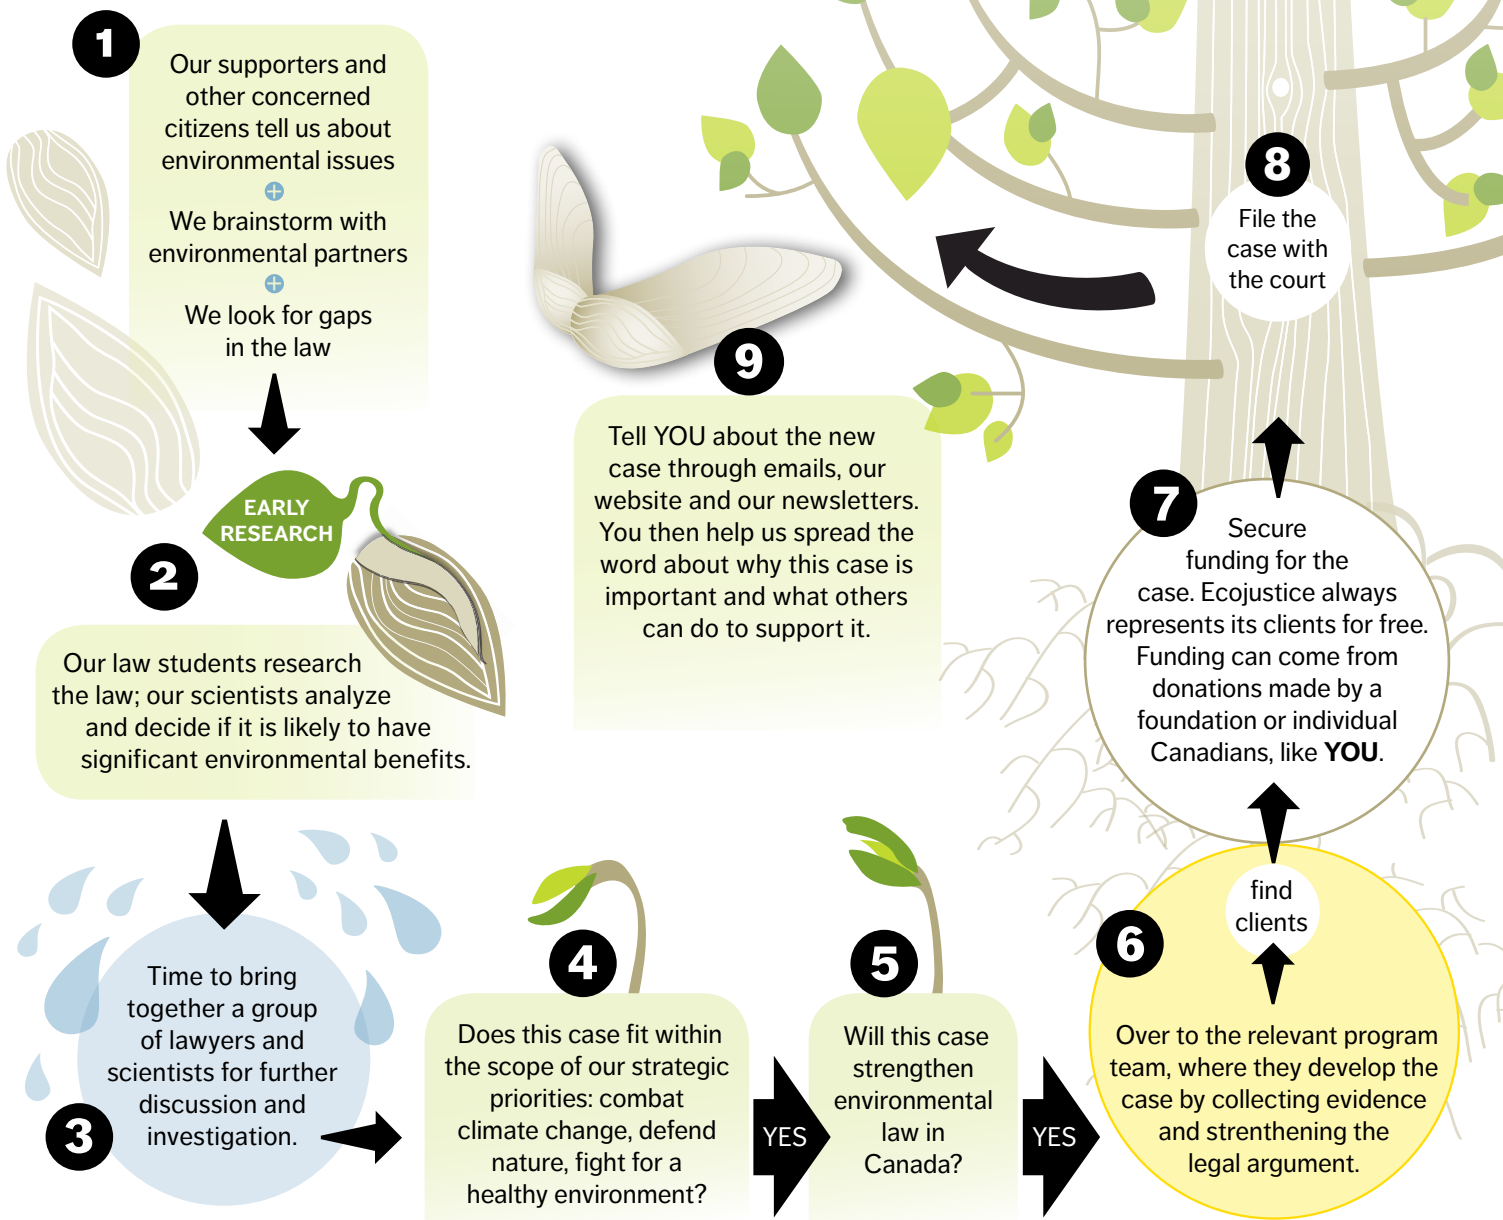 1
Our supporters and
other concerned
citizens tell us about
environmental issues
+
We brainstorm with
environmental partners
+
We look for gaps
in the law
EARLY
RESEARCH
2
Our law students research
the law; our scientists analyze
and decide if it is likely to have
significant environmental benefits.
3
Time to bring
together a group
of lawyers and
scientists for further
discussion and
investigation.
4
Does this case fit within
the scope of our strategic
priorities: combat
climate change, defend
nature, fight for a
healthy environment?
YES
5
Will this case
strengthen
environmental
law in
Canada?
YES
6
Over to the relevant program
team, where they develop the
case by collecting evidence
and strenthening the
legal argument.
find
clients
7
Secure
funding for the
case. Ecojustice always
represents its clients for free.
Funding can come from
donations made by a
foundation or individual
Canadians, like YOU.
8
File the
case with
the court
9
Tell YOU about the new
case through emails, our
website and our newsletters.
You then help us spread the
word about why this case is
important and what others
can do to support it.